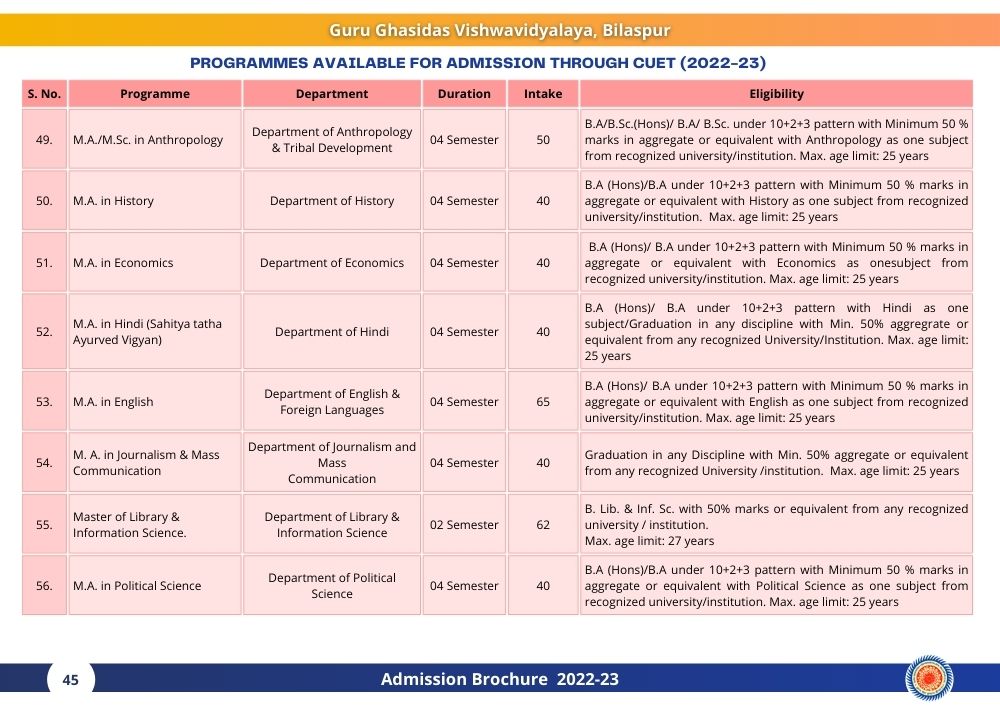 Guru Ghasidas Vishwavidyalaya, Bilaspur
PROGRAMMES AVAILABLE FOR ADMISSION THROUGH CUET (2022-23)
S. No. Programme Department Duration Intake Eligibility
49. M.A./M.Sc. in Anthropology
Department of Anthropology
& Tribal Development
04 Semester
50
B.A/B.Sc.(Hons)/ B.A/ B.Sc. under 10+2+3 pattern with Minimum 50 %
marks in aggregate or equivalent with Anthropology as one subject
from recognized university/institution. Max. age limit: 25 years
50. M.A. in History
Department of History
04 Semester
40
B.A (Hons)/B.A under 10+2+3 pattern with Minimum 50 % marks in
aggregate or equivalent with History as one subject from recognized
university/institution. Max. age limit: 25 years
51. M.A. in Economics
Department of Economics
04 Semester
40
B.A (Hons)/ B.A under 10+2+3 pattern with Minimum 50 % marks in
aggregate or equivalent with Economics as onesubject from
recognized university/institution. Max. age limit: 25 years
52. M.A. in Hindi (Sahitya tatha
Ayurved Vigyan)
Department of Hindi
04 Semester
40
B.A (Hons)/ B.A under 10+2+3 pattern with Hindi as one
subject/Graduation in any discipline with Min. 50% aggregrate or
equivalent from any recognized University/Institution. Max. age limit:
25 years
53. M.A. in English
Department of English &
Foreign Languages
04 Semester
65
B.A (Hons)/ B.A under 10+2+3 pattern with Minimum 50 % marks in
aggregate or equivalent with English as one subject from recognized
university/institution. Max. age limit: 25 years
54. M. A. in Journalism & Mass
Communication
Department of Journalism and
Mass
Communication
04 Semester
40
Graduation in any Discipline with Min. 50% aggregate or equivalent
from any recognized University /institution. Max. age limit: 25 years
55. Master of Library &
Information Science.
Department of Library &
Information Science
02 Semester
62
B. Lib. & Inf. Sc. with 50% marks or equivalent from any recognized
university / institution.
Max. age limit: 27 years
56. M.A. in Political Science
Department of Political
Science
04 Semester
40
B.A (Hons)/B.A under 10+2+3 pattern with Minimum 50 % marks in
aggregate or equivalent with Political Science as one subject from
recognized university/institution. Max. age limit: 25 years
45
Admission Brochure 2022-23